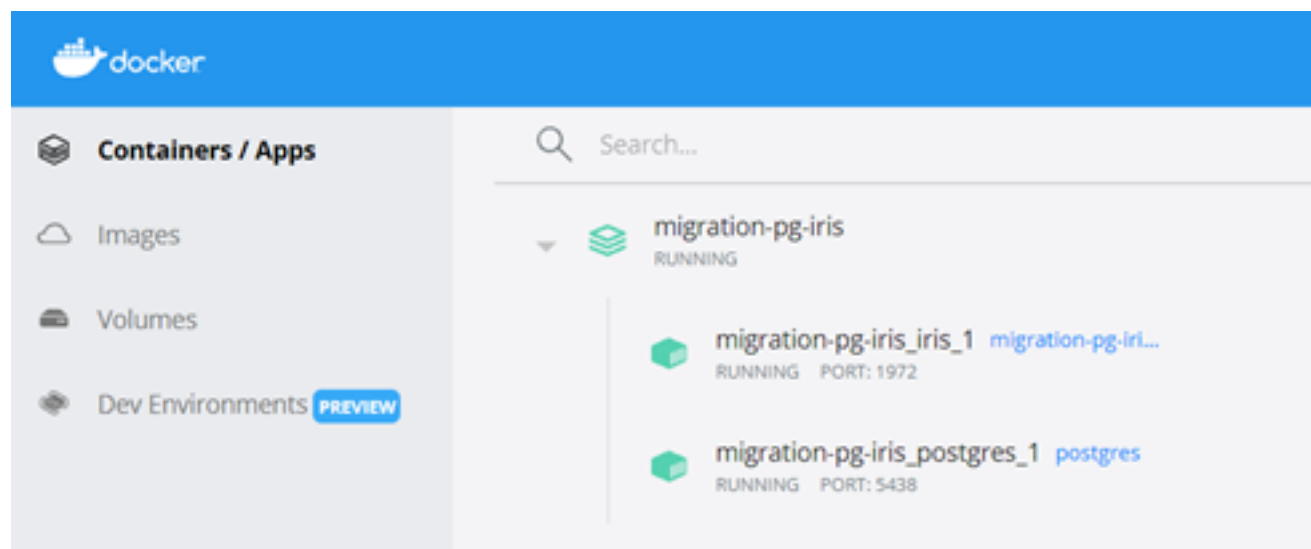 docker
Containers / Apps
Images
Volumes
Dev Environments PREVIEW
Search...
migration-pg-iris
RUNNING
migration-pg-iris_iris_1 migration-pg-iri...
RUNNING PORT: 1972
migration-pg-iris_postgres_1 postgres
RUNNING PORT: 5438